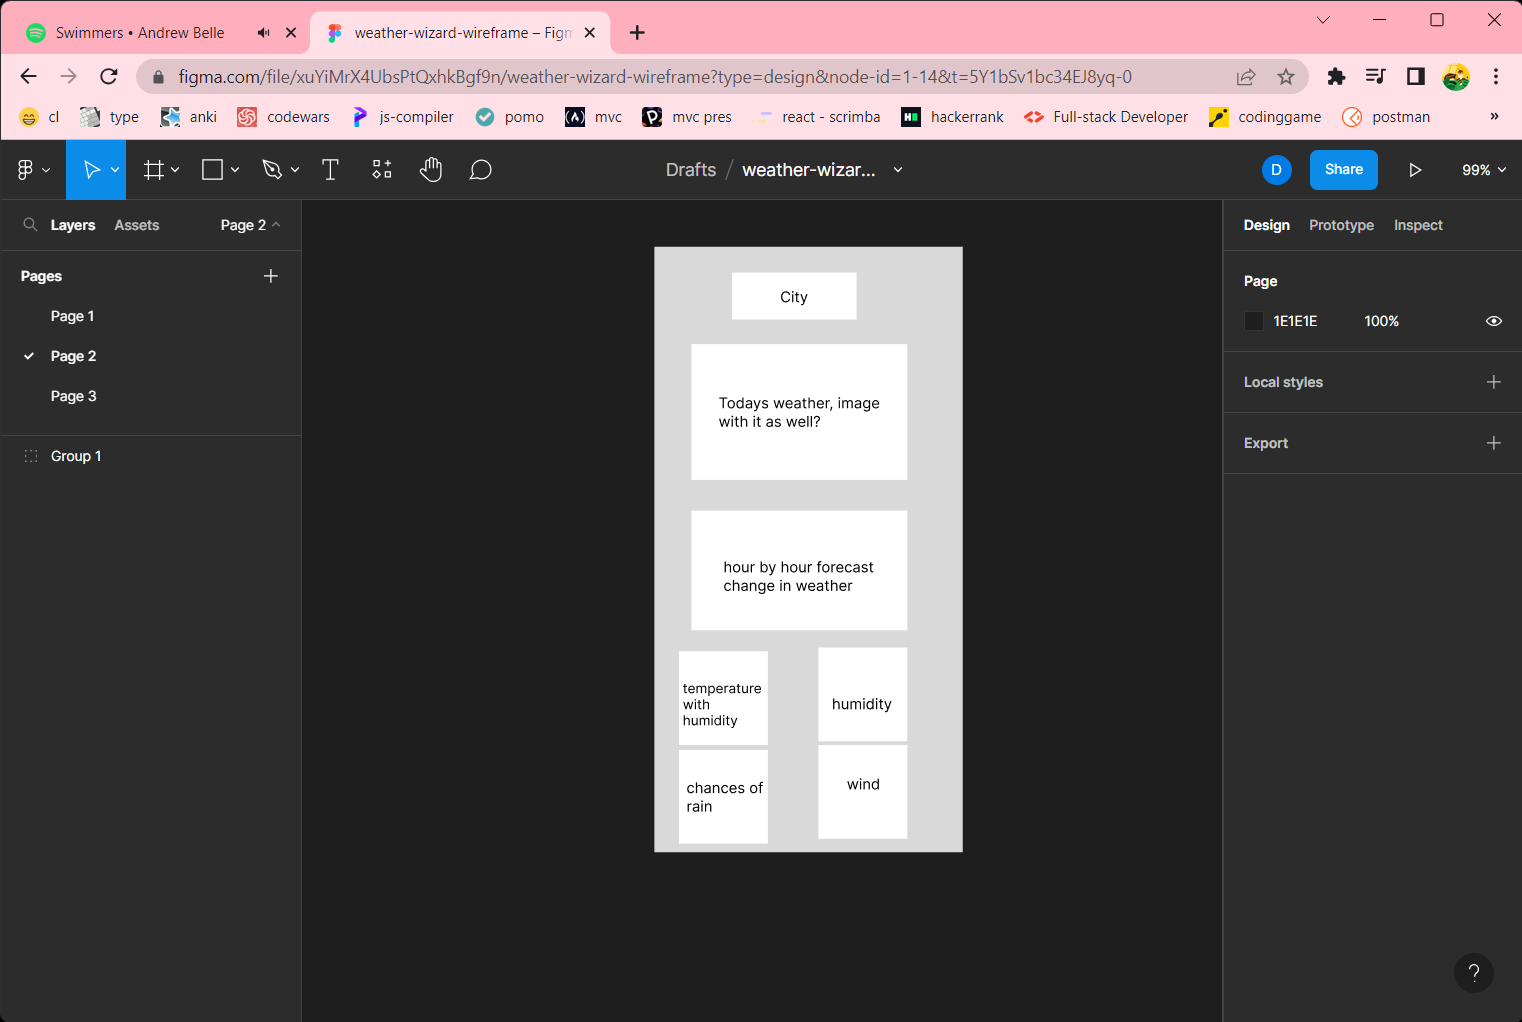 Swimmers • Andrew Belle
weather-wizard-wireframe – Figm
figma.com/file/xuYiMrX4UbsPtQxhkBgf9n/weather-wizard-wireframe?type=design&node-id=1-14&t=5Y1bSv1bc34EJ8yq-0
cl type anki codewars js-compiler pomo mvc mvc pres react - scrimba hackerrank Full-stack Developer codinggame postman »
Drafts / weather-wizar... D Share 99%
Layers Assets Page 2
Design Prototype Inspect
Pages
Page 1
Page 2
Page 3
Group 1
City
Todays weather, image
with it as well?
hour by hour forecast
change in weather
temperature
with
humidity
humidity
chances of
rain
wind
Page
1E1E1E 100%
Local styles
Export
?